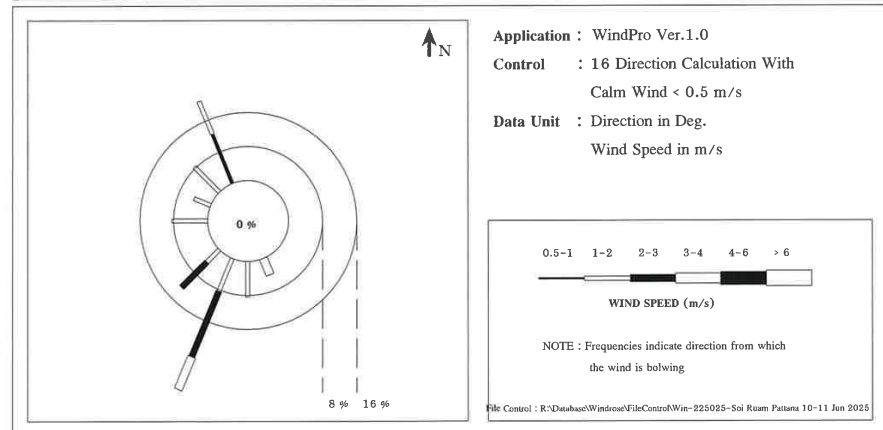 N
Application : WindPro Ver.1.0
Control : 16 Direction Calculation With
Calm Wind < 0.5 m/s
Data Unit : Direction in Deg.
Wind Speed in m/s
0 %
8 % 16 %
0.5-1 1-2 2-3 3-4 4-6 > 6
WIND SPEED (m/s)
NOTE : Frequencies indicate direction from which
the wind is bolwing
File Control : R:\Database\Windrose\FileControl\Win-225025-Soi Ruam Pattana 10-11 Jun 2025